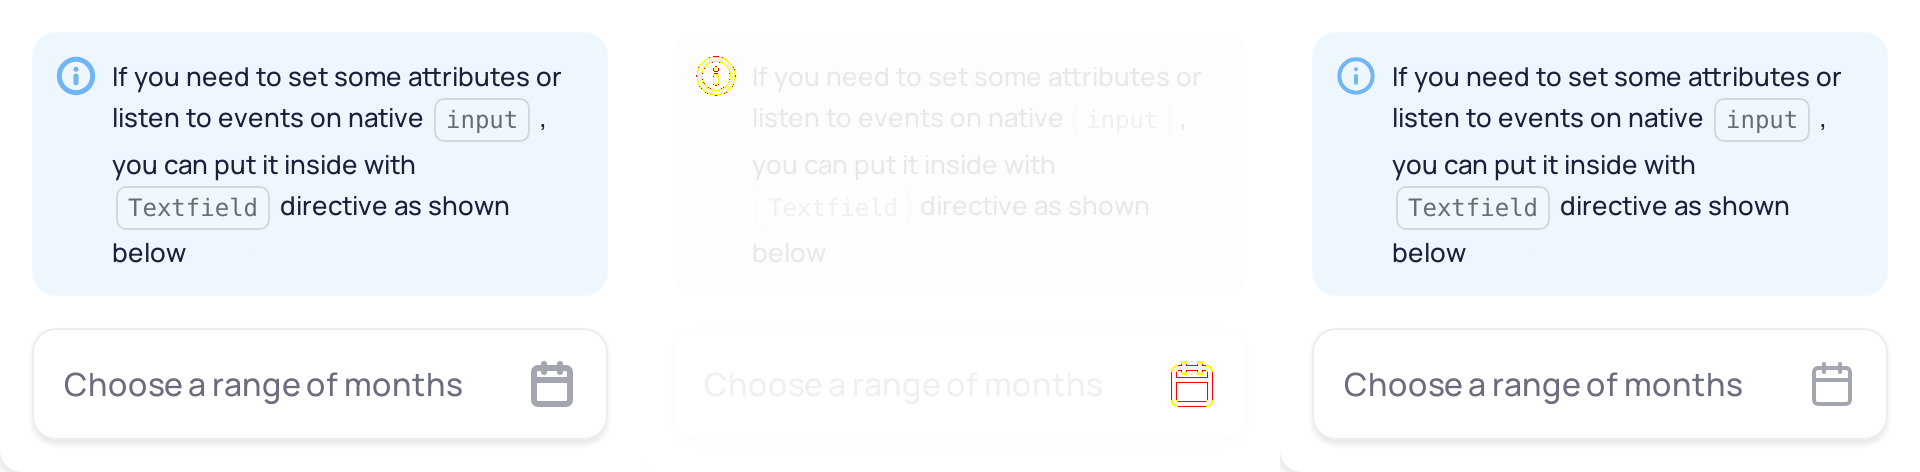 If you need to set some attributes or
listen to events on native input ,
you can put it inside with
Textfield directive as shown
below
Choose a range of months
If you need to set some attributes or
listen to events on native input ,
you can put it inside with
Textfield directive as shown
below
Choose a range of months
If you need to set some attributes or
listen to events on native input ,
you can put it inside with
Textfield directive as shown
below
Choose a range of months